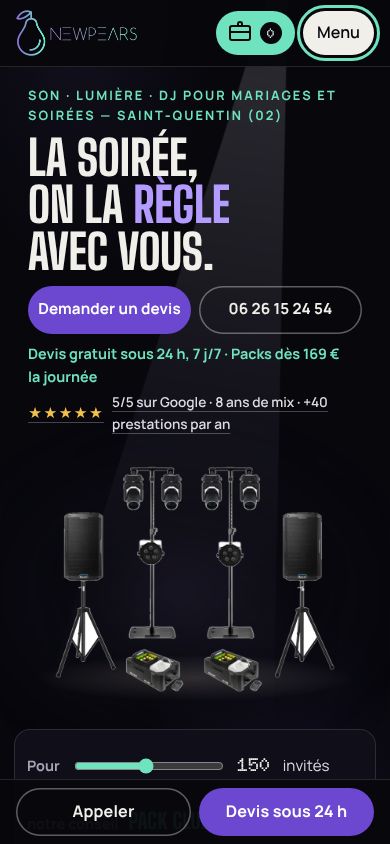 NEWPEARS
0
Menu
SON · LUMIÈRE · DJ POUR MARIAGES ET
SOIRÉES — SAINT-QUENTIN (02)
LA SOIRÉE,
ON LA RÈGLE
AVEC VOUS.
Demander un devis
06 26 15 24 54
Devis gratuit sous 24 h, 7 j/7 · Packs dès 169 €
la journée
★★★★★
5/5 sur Google · 8 ans de mix · +40
prestations par an
Pour
150
invités
Appeler
Devis sous 24 h
notre conseil
PACK